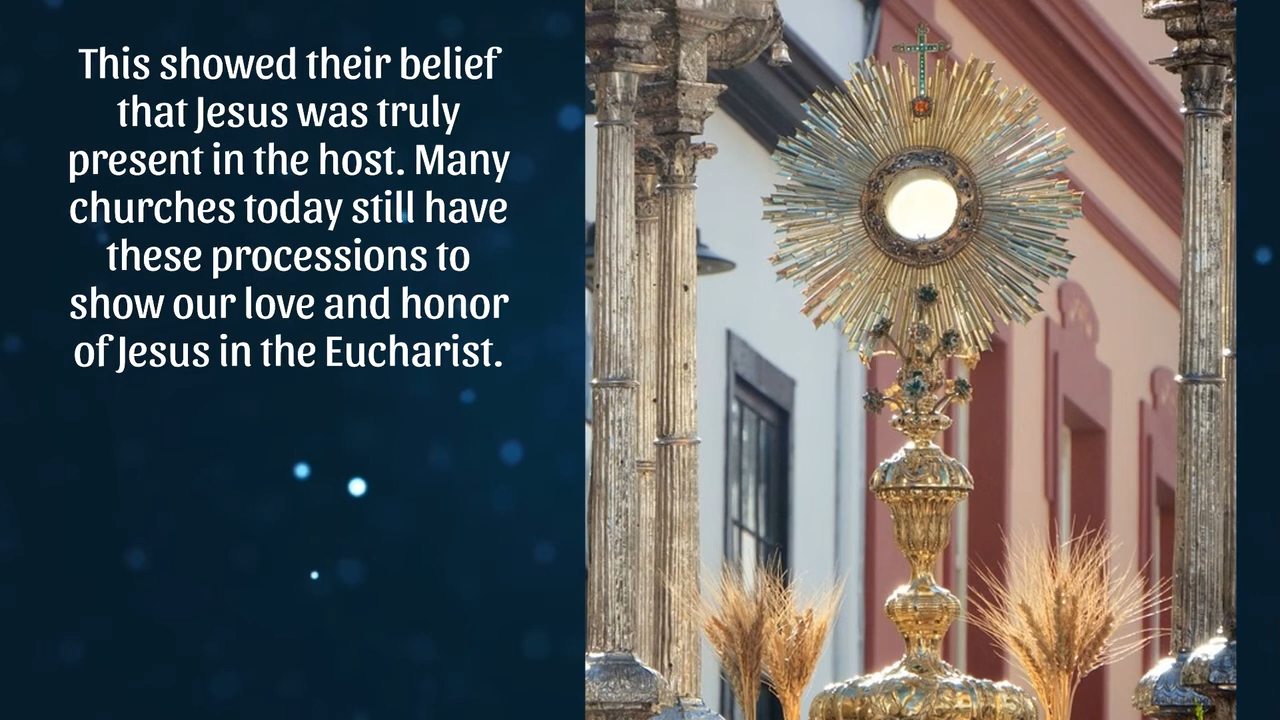 This showed their belief
that Jesus was truly
present in the host. Many
churches today still have
these processions to
show our love and honor
of Jesus in the Eucharist.